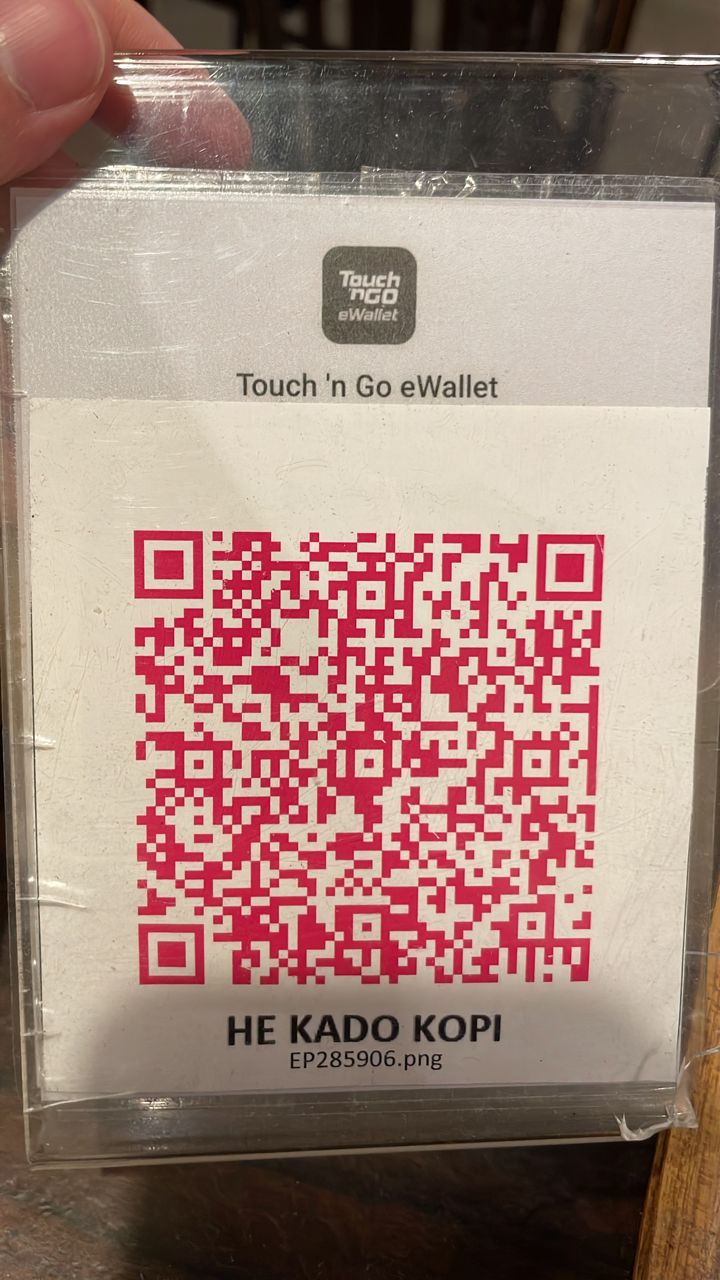 Touch
'nGO
eWallet
Touch 'n Go eWallet
HE KADO KOPI
EP285906.png